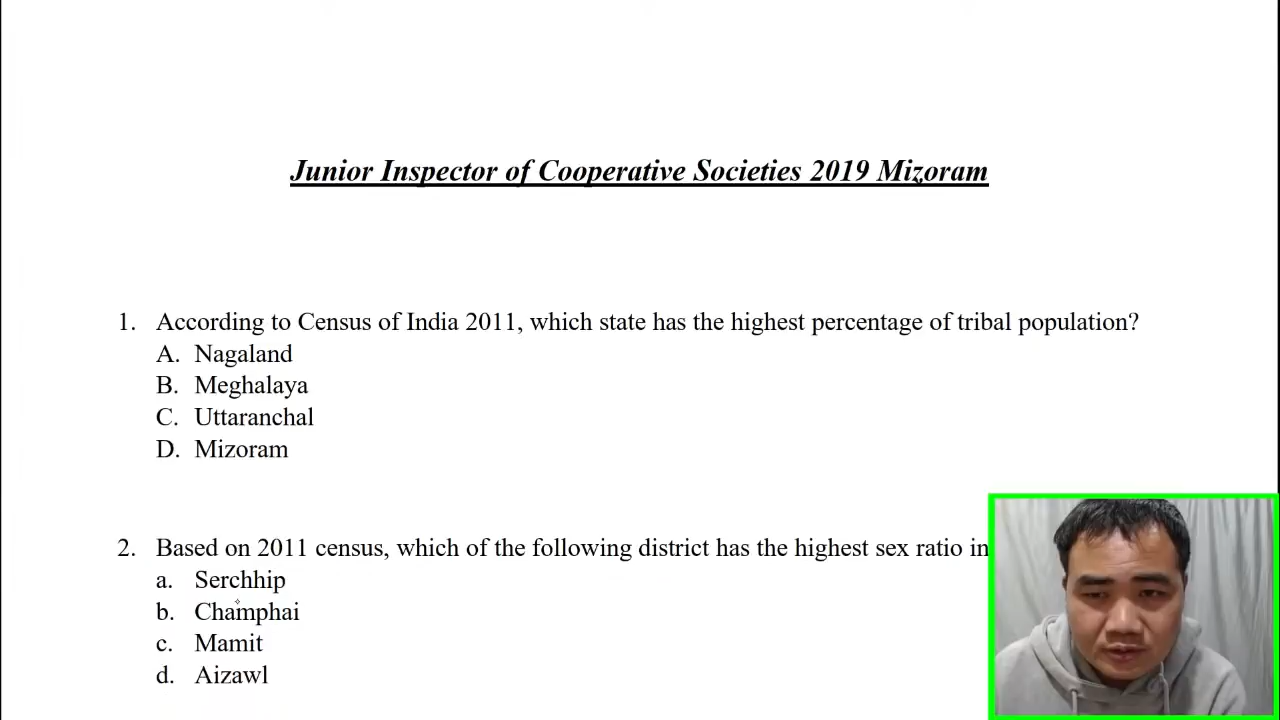 Junior Inspector of Cooperative Societies 2019 Mizoram
1. According to Census of India 2011, which state has the highest percentage of tribal population?
A. Nagaland
B. Meghalaya
C. Uttaranchal
D. Mizoram
2. Based on 2011 census, which of the following district has the highest sex ratio in
a. Serchhip
b. Champhai
c. Mamit
d. Aizawl